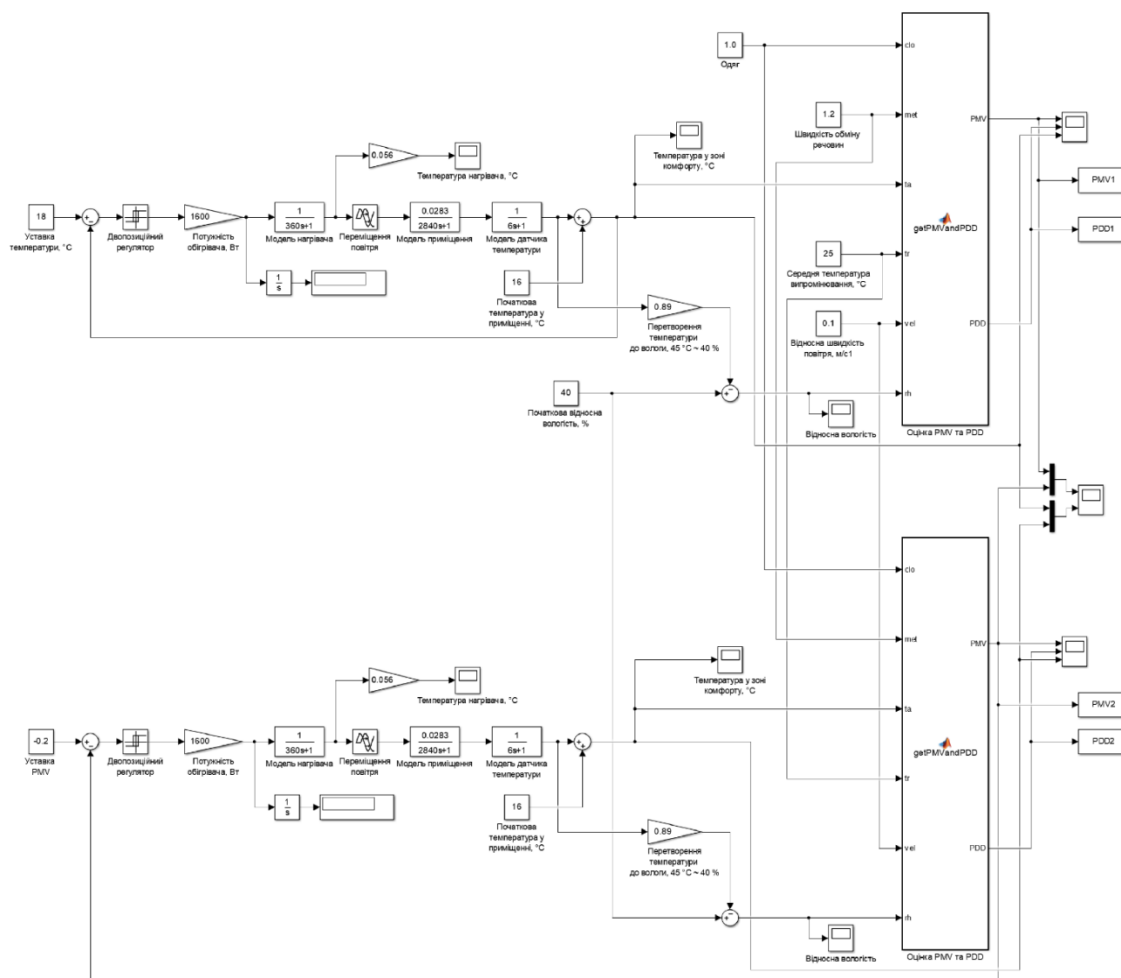 1.0
Одяг
clo
1.2
Швидкість обміну
речовин
met
PMV
PMV1
0.056
Температура нагрівача, °C
Температура у зоні
комфорту, °C
ta
18
Уставка
температури, °C
Двопозиційний
регулятор
1600
Потужність
обігрівача, Вт
1
360s+1
Модель нагрівача
Переміщення
повітря
0.0283
2840s+1
Модель приміщення
1
6s+1
Модель датчика
температури
getPMVandPDD
PDD1
1
s
16
Початкова
температура у
приміщенні, °C
25
Середня температура
випромінювання, °C
tr
0.89
Перетворення
температури
до вологи, 45 °C ~ 40 %
0.1
Відносна швидкість
повітря, м/с1
vel
PDD
40
Початкова відносна
вологість, %
Відносна вологість
rh
Оцінка PMV та PDD
clo
met
PMV
0.056
Температура нагрівача, °C
Температура у зоні
комфорту, °C
ta
PMV2
-0.2
Уставка
PMV
Двопозиційний
регулятор
1600
Потужність
обігрівача, Вт
1
360s+1
Модель нагрівача
Переміщення
повітря
0.0283
2840s+1
Модель приміщення
1
6s+1
Модель датчика
температури
getPMVandPDD
PDD2
1
s
16
Початкова
температура у
приміщенні, °C
tr
0.89
Перетворення
температури
до вологи, 45 °C ~ 40 %
vel
PDD
Відносна вологість
rh
Оцінка PMV та PDD